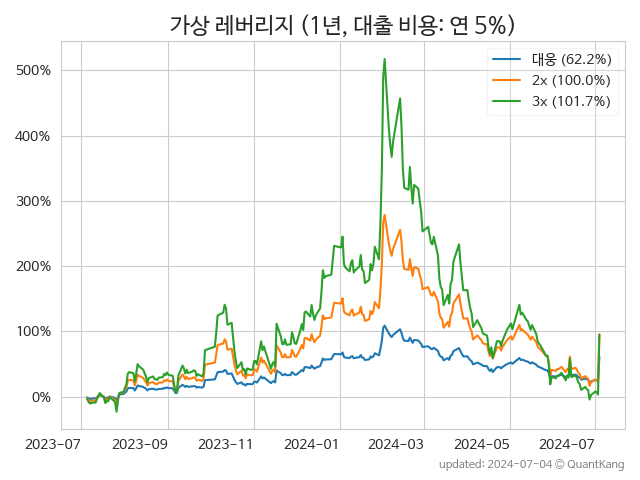 가상 레버리지 (1년, 대출 비용: 연 5%)
대웅 (62.2%)
2x (100.0%)
3x (101.7%)
500%
400%
300%
200%
100%
0%
2023-07 2023-09 2023-11 2024-01 2024-03 2024-05 2024-07
updated: 2024-07-04 © QuantKang